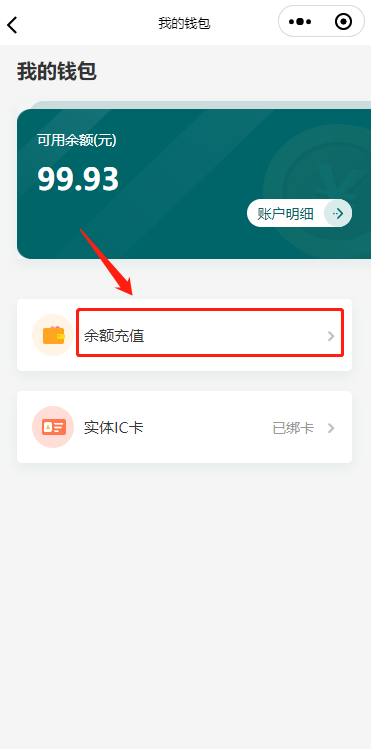 我的钱包
我的钱包
可用余额(元)
99.93
账户明细
余额充值
实体IC卡 已绑卡